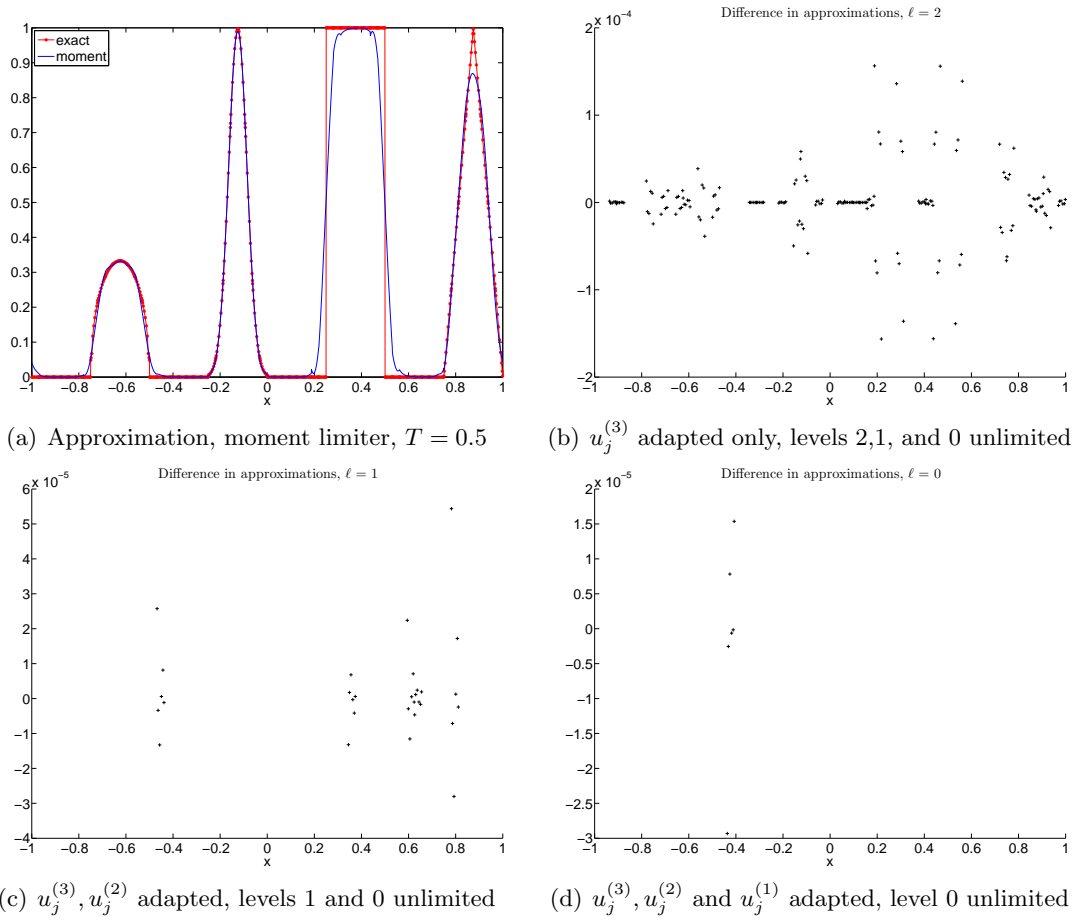 exact
moment
1
0.9
0.8
0.7
0.6
0.5
0.4
0.3
0.2
0.1
0
−1 −0.8 −0.6 −0.4 −0.2 0 0.2 0.4 0.6 0.8 1
x
(a) Approximation, moment limiter, T = 0.5
Difference in approximations, ℓ = 2
x 10⁻⁴
2
1
0
−1
−2
−1 −0.8 −0.6 −0.4 −0.2 0 0.2 0.4 0.6 0.8 1
x
(b) u_j^{(3)} adapted only, levels 2,1, and 0 unlimited
Difference in approximations, ℓ = 1
x 10⁻⁵
6
5
4
3
2
1
0
−1
−2
−3
−4
−1 −0.8 −0.6 −0.4 −0.2 0 0.2 0.4 0.6 0.8 1
x
(c) u_j^{(3)}, u_j^{(2)} adapted, levels 1 and 0 unlimited
Difference in approximations, ℓ = 0
x 10⁻⁵
2
1.5
1
0.5
0
−0.5
−1
−1.5
−2
−2.5
−3
−1 −0.8 −0.6 −0.4 −0.2 0 0.2 0.4 0.6 0.8 1
x
(d) u_j^{(3)}, u_j^{(2)} and u_j^{(1)} adapted, level 0 unlimited